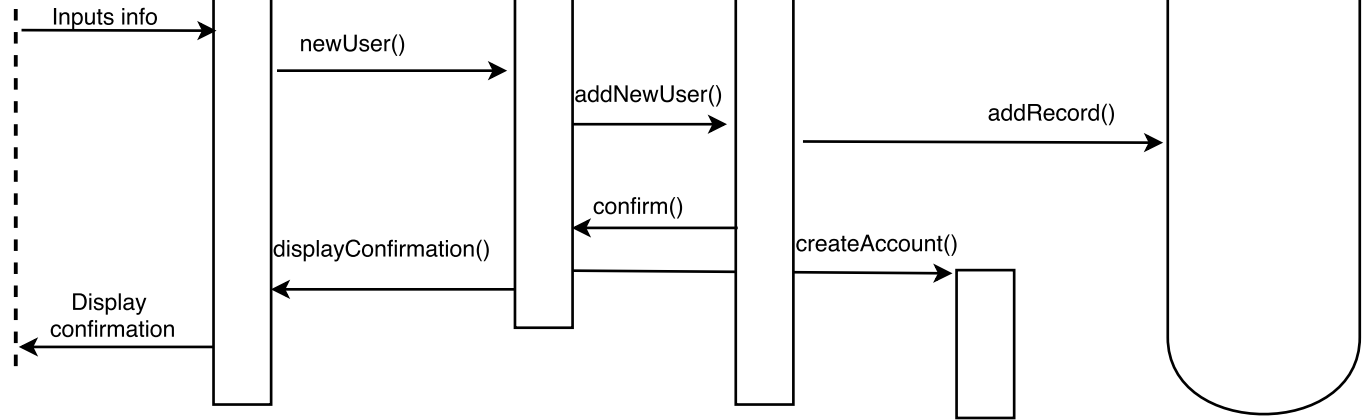 Inputs info
newUser()
addNewUser()
addRecord()
confirm()
createAccount()
displayConfirmation()
Display
confirmation